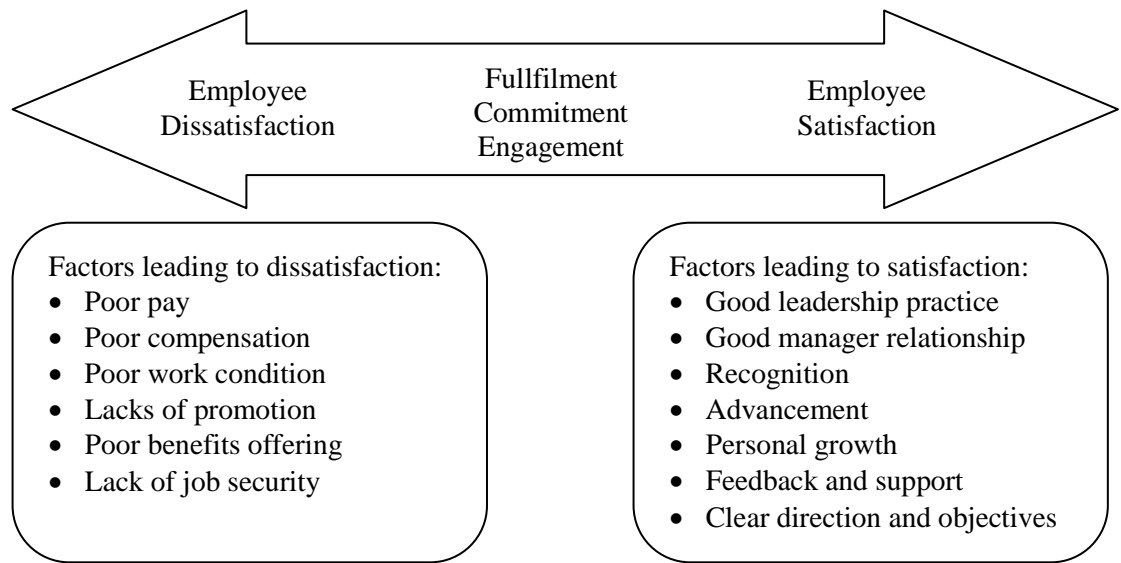 Employee
Dissatisfaction
Fullfilment
Commitment
Engagement
Employee
Satisfaction
Factors leading to dissatisfaction:
• Poor pay
• Poor compensation
• Poor work condition
• Lacks of promotion
• Poor benefits offering
• Lack of job security
Factors leading to satisfaction:
• Good leadership practice
• Good manager relationship
• Recognition
• Advancement
• Personal growth
• Feedback and support
• Clear direction and objectives